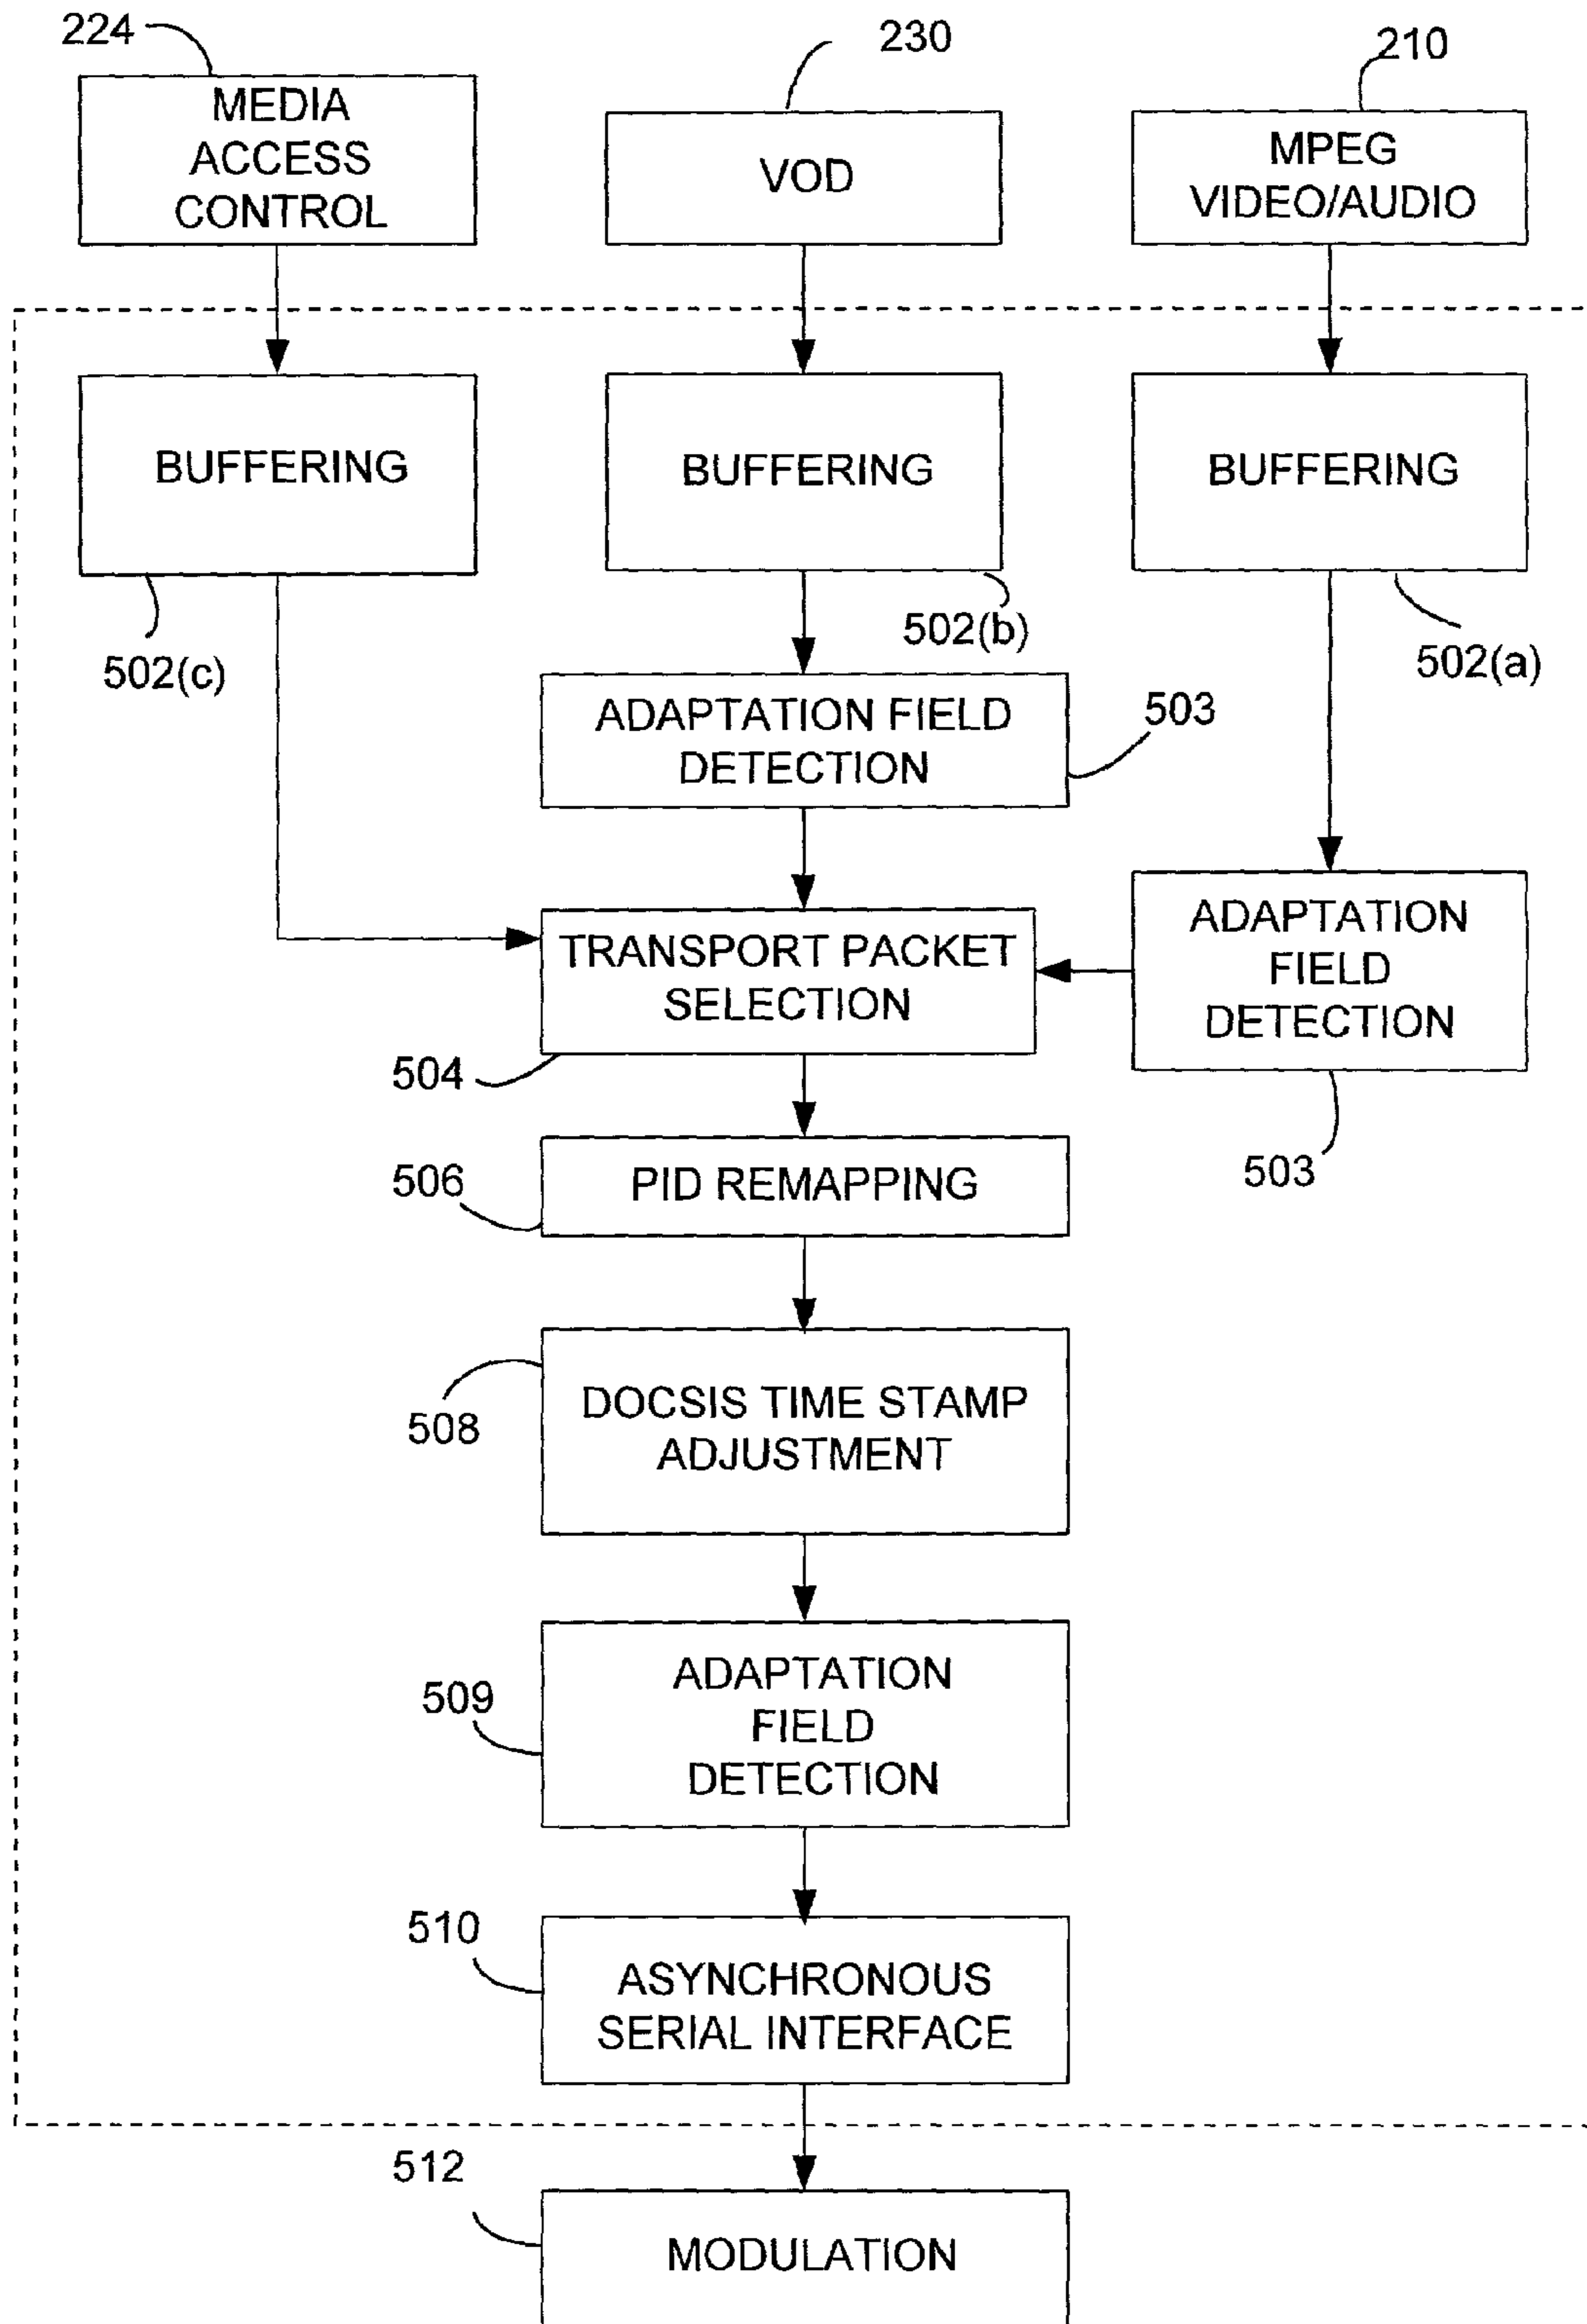 224
230
210
MEDIA
ACCESS
CONTROL
VOD
MPEG
VIDEO/AUDIO
BUFFERING
BUFFERING
BUFFERING
502(c)
502(b)
502(a)
ADAPTATION FIELD
DETECTION
503
TRANSPORT PACKET
SELECTION
504
ADAPTATION
FIELD
DETECTION
503
506
PID REMAPPING
508
DOCSIS TIME STAMP
ADJUSTMENT
509
ADAPTATION
FIELD
DETECTION
510
ASYNCHRONOUS
SERIAL INTERFACE
512
MODULATION